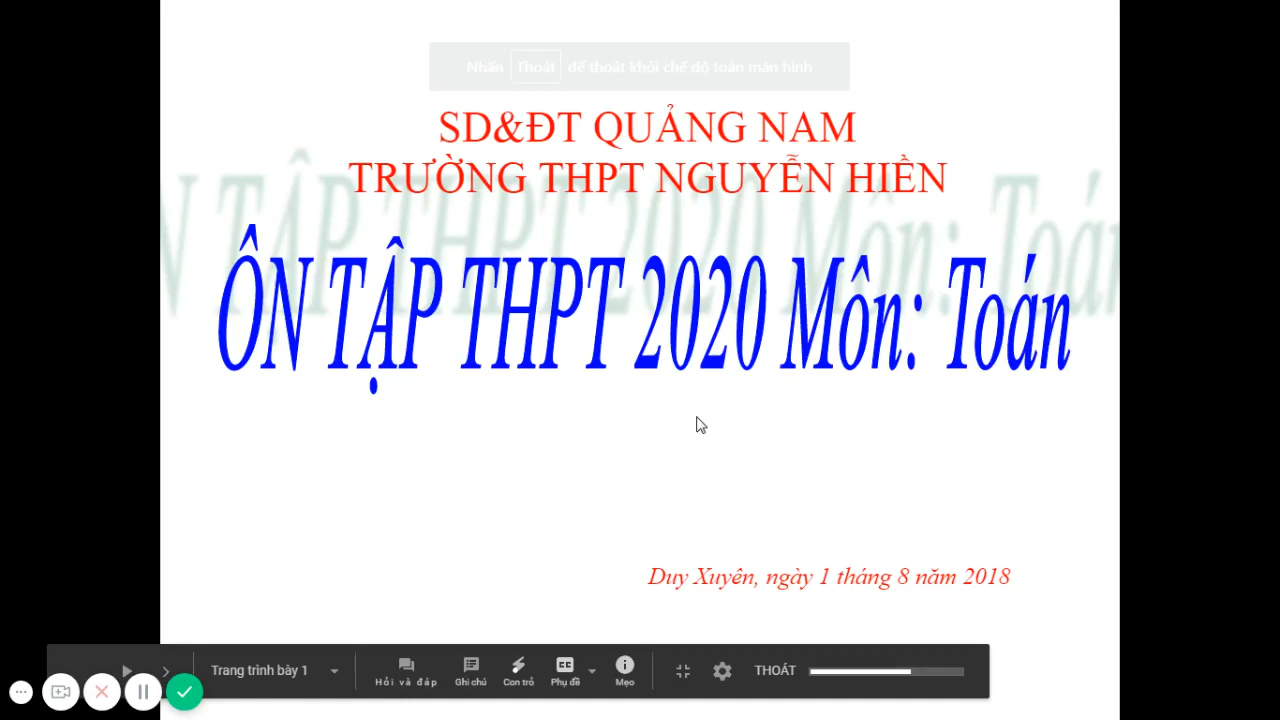 Nhấn Thoát để thoát khỏi chế độ toàn màn hình
SD&ĐT QUẢNG NAM
TRƯỜNG THPT NGUYỄN HIỀN
ÔN TẬP THPT 2020 Môn: Toán
Duy Xuyên, ngày 1 tháng 8 năm 2018
Trang trình bày 1
Hỏi và đáp
Ghi chú
Con trỏ
CC
Phụ đề
Mẹo
THOÁT